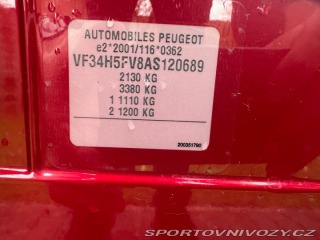 AUTOMOBILES PEUGEOT
e2*2001/116*0362
VF34H5FV8AS120689
2130 KG
3380 KG
1 1110 KG
2 1200 KG
200351790
SPORTOVNIVOZY.CZ